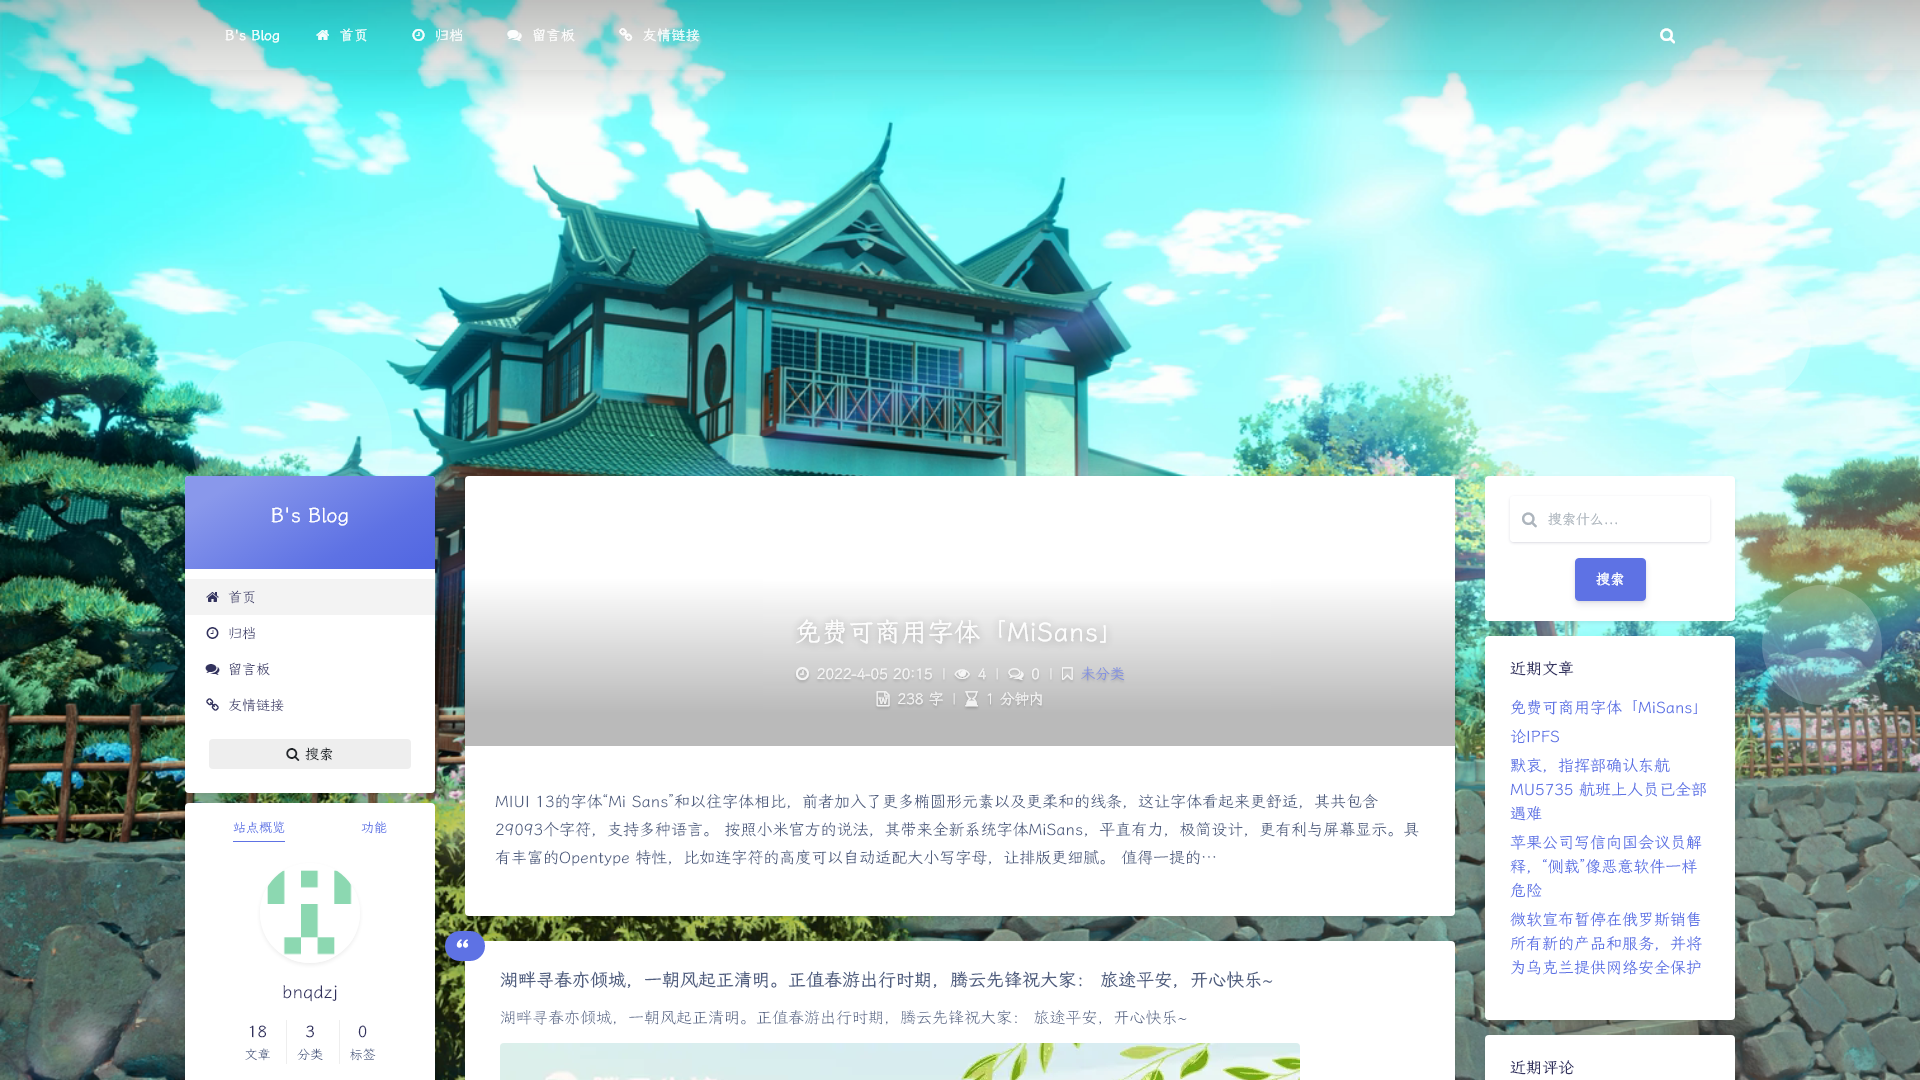 B's Blog 首页 归档 留言板 友情链接
B's Blog
首页
归档
留言板
友情链接
搜索
站点概览 功能
bnqdzj
18 3 0
文章 分类 标签
免费可商用字体「MiSans」
2022-4-05 20:15 | 4 | 0 | 未分类
238 字 | 1 分钟内
MIUI 13的字体“Mi Sans”和以往字体相比，前者加入了更多椭圆形元素以及更柔和的线条，这让字体看起来更舒适，其共包含
29093个字符，支持多种语言。 按照小米官方的说法，其带来全新系统字体MiSans，平直有力，极简设计，更有利与屏幕显示。具
有丰富的Opentype 特性，比如连字符的高度可以自动适配大小写字母，让排版更细腻。 值得一提的…
湖畔寻春亦倾城，一朝风起正清明。正值春游出行时期，腾云先锋祝大家： 旅途平安，开心快乐~
湖畔寻春亦倾城，一朝风起正清明。正值春游出行时期，腾云先锋祝大家： 旅途平安，开心快乐~
搜索什么...
搜索
近期文章
免费可商用字体「MiSans」
论IPFS
默哀，指挥部确认东航
MU5735 航班上人员已全部
遇难
苹果公司写信向国会议员解
释，“侧载”像恶意软件一样
危险
微软宣布暂停在俄罗斯销售
所有新的产品和服务，并将
为乌克兰提供网络安全保护
近期评论